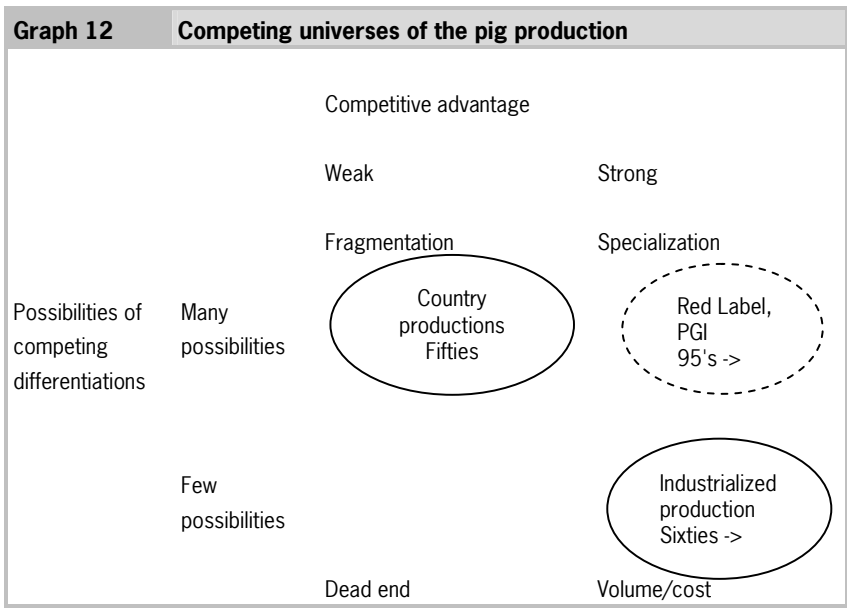 Graph 12 Competing universes of the pig production
Competitive advantage
Weak Strong
Fragmentation Specialization
Possibilities of
competing
differentiations
Many
possibilities
Country
productions
Fifties
Red Label,
PGI
95's ->
Few
possibilities
Industrialized
production
Sixties ->
Dead end Volume/cost